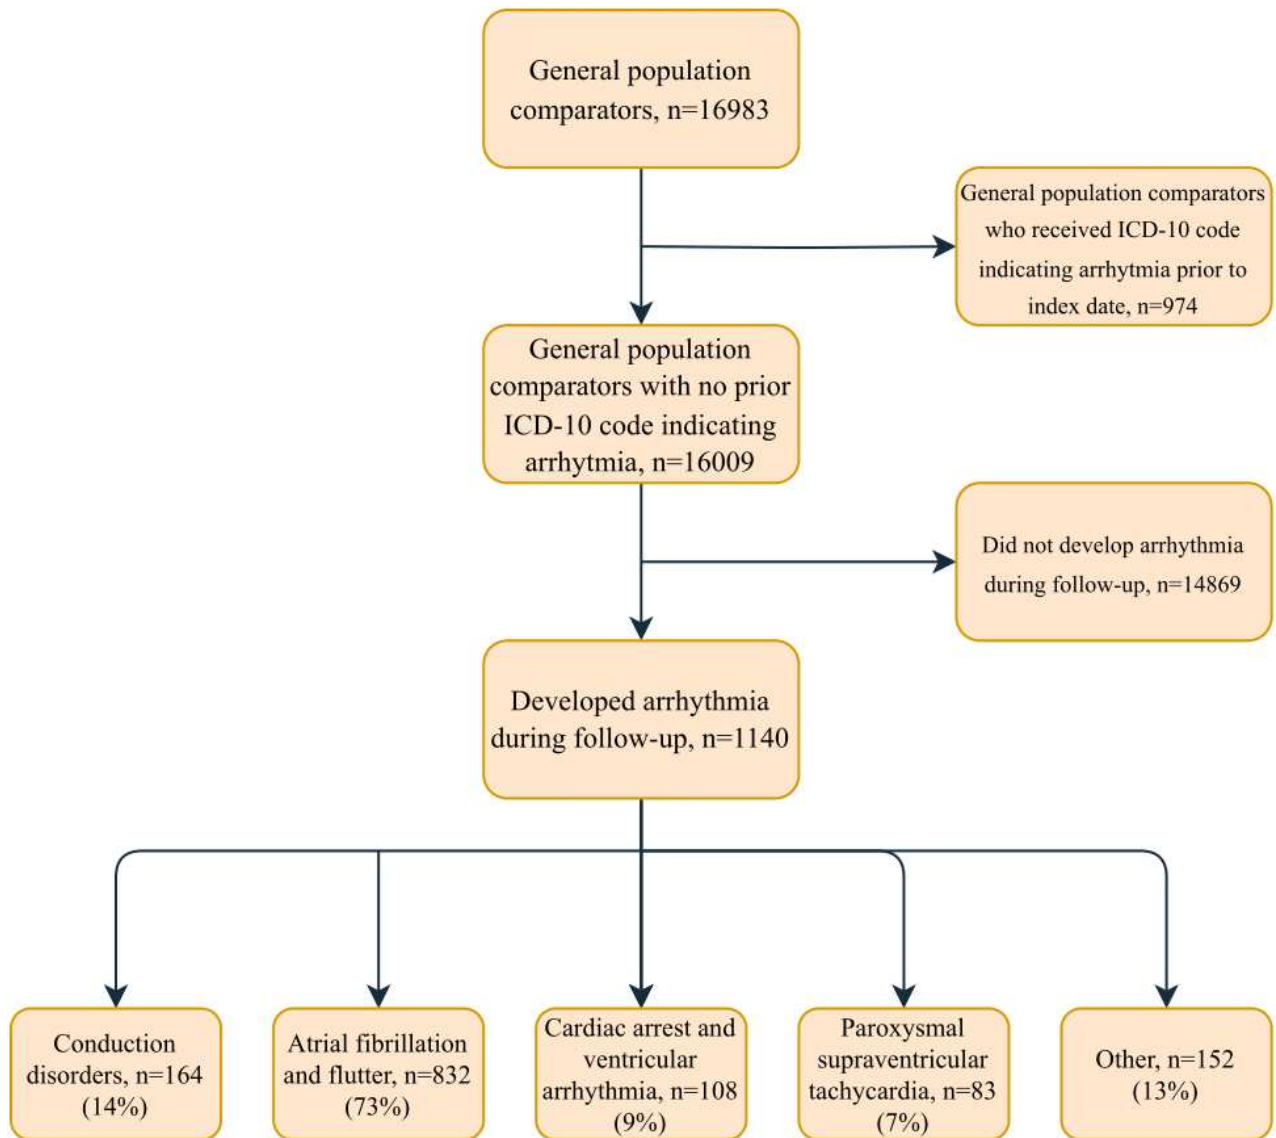 General population
comparators, n=16983
General population comparators
who received ICD-10 code
indicating arrhytmia prior to
index date, n=974
General population
comparators with no prior
ICD-10 code indicating
arrhytmia, n=16009
Did not develop arrhythmia
during follow-up, n=14869
Developed arrhythmia
during follow-up, n=1140
Conduction
disorders, n=164
(14%)
Atrial fibrillation
and flutter, n=832
(73%)
Cardiac arrest and
ventricular
arrhythmia, n=108
(9%)
Paroxysmal
supraventricular
tachycardia, n=83
(7%)
Other, n=152
(13%)